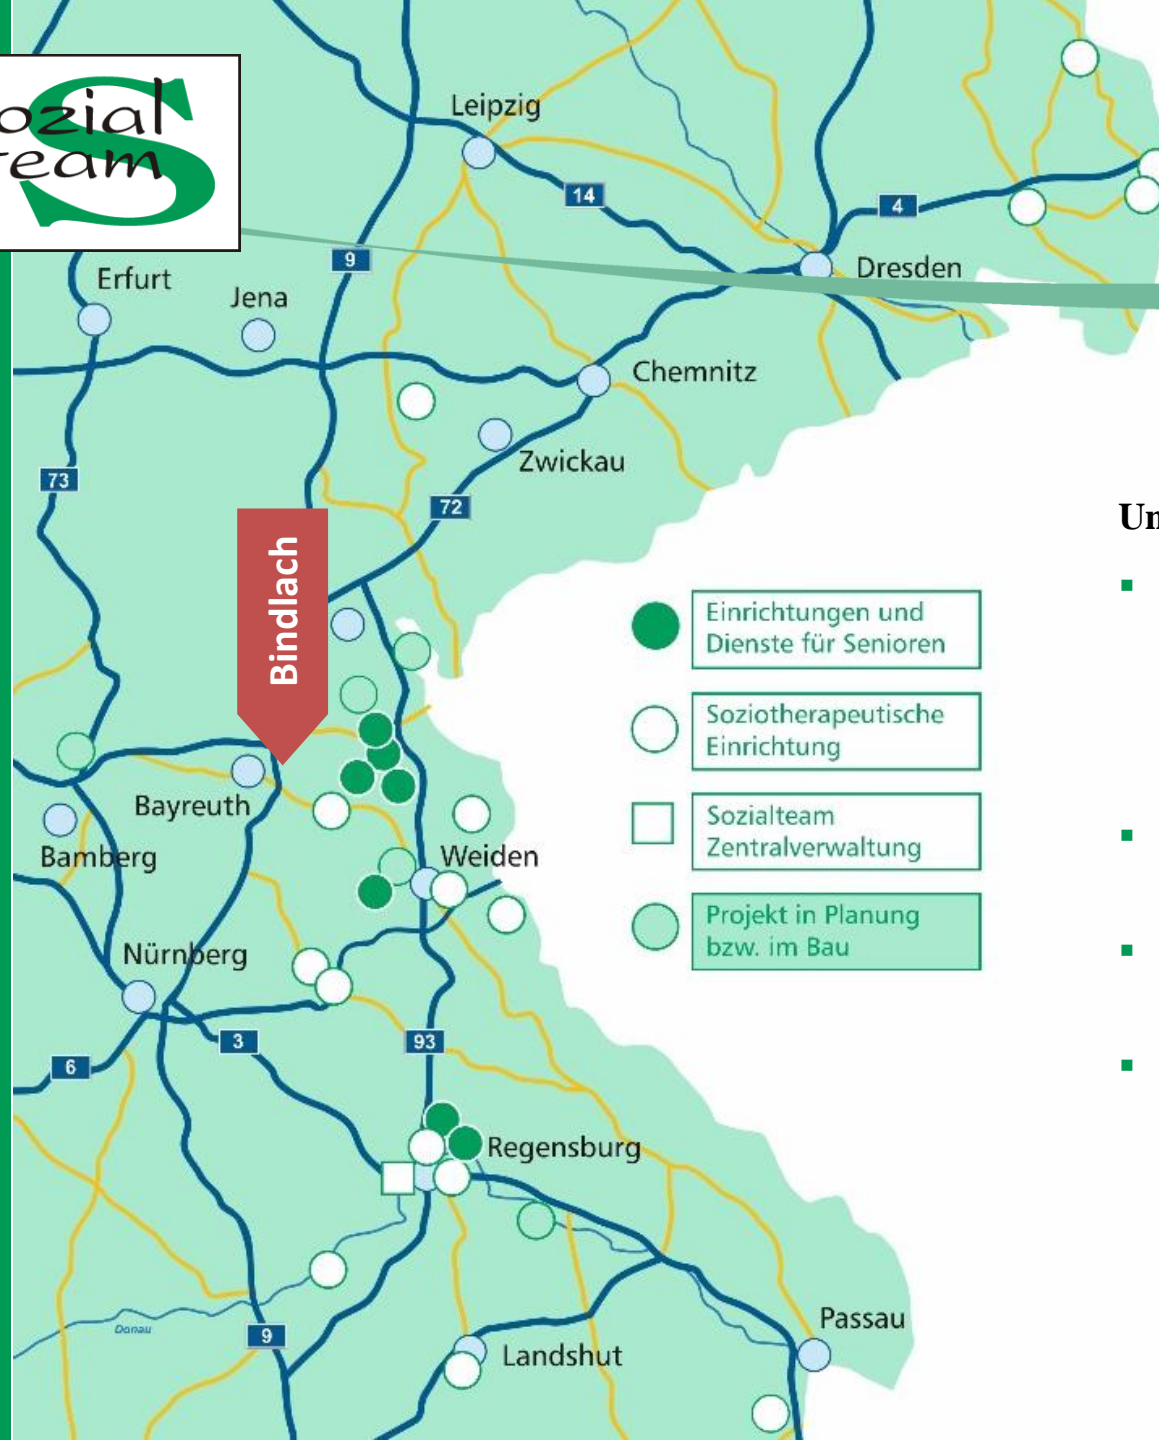 ozial
team
Leipzig
14
4
9
Dresden
Erfurt
Jena
Chemnitz
Zwickau
73
72
Bindlach
Un
Einrichtungen und
Dienste für Senioren
Soziotherapeutische
Einrichtung
Sozialteam
Zentralverwaltung
Projekt in Planung
bzw. im Bau
Bayreuth
Bamberg
Weiden
Nürnberg
3
93
6
Regensburg
Donau
9
Passau
Landshut